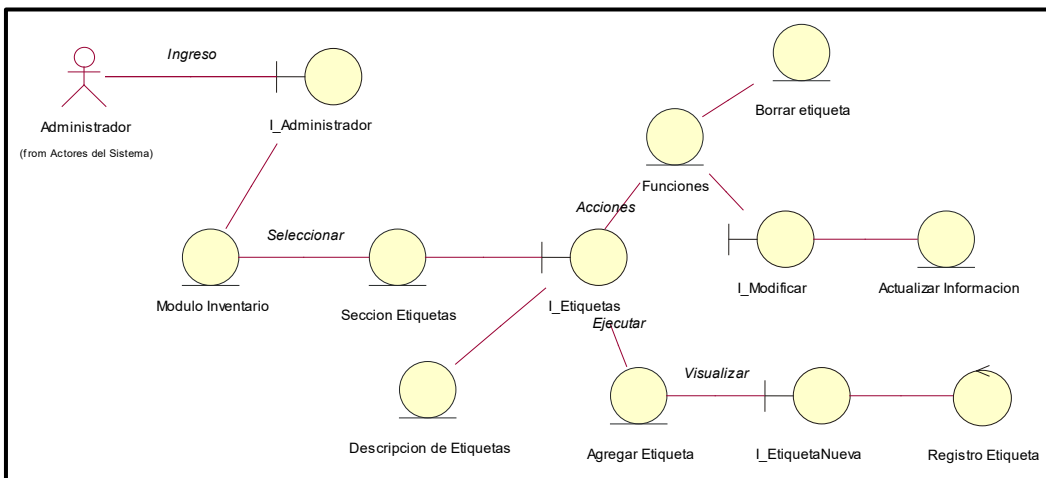 Ingreso
Administrador
(from Actores del Sistema)
I_Administrador
Borrar etiqueta
Funciones
Acciones
Seleccionar
Modulo Inventario
Seccion Etiquetas
I_Etiquetas
I_Modificar
Actualizar Informacion
Ejecutar
Visualizar
Descripcion de Etiquetas
Agregar Etiqueta
I_EtiquetaNueva
Registro Etiqueta